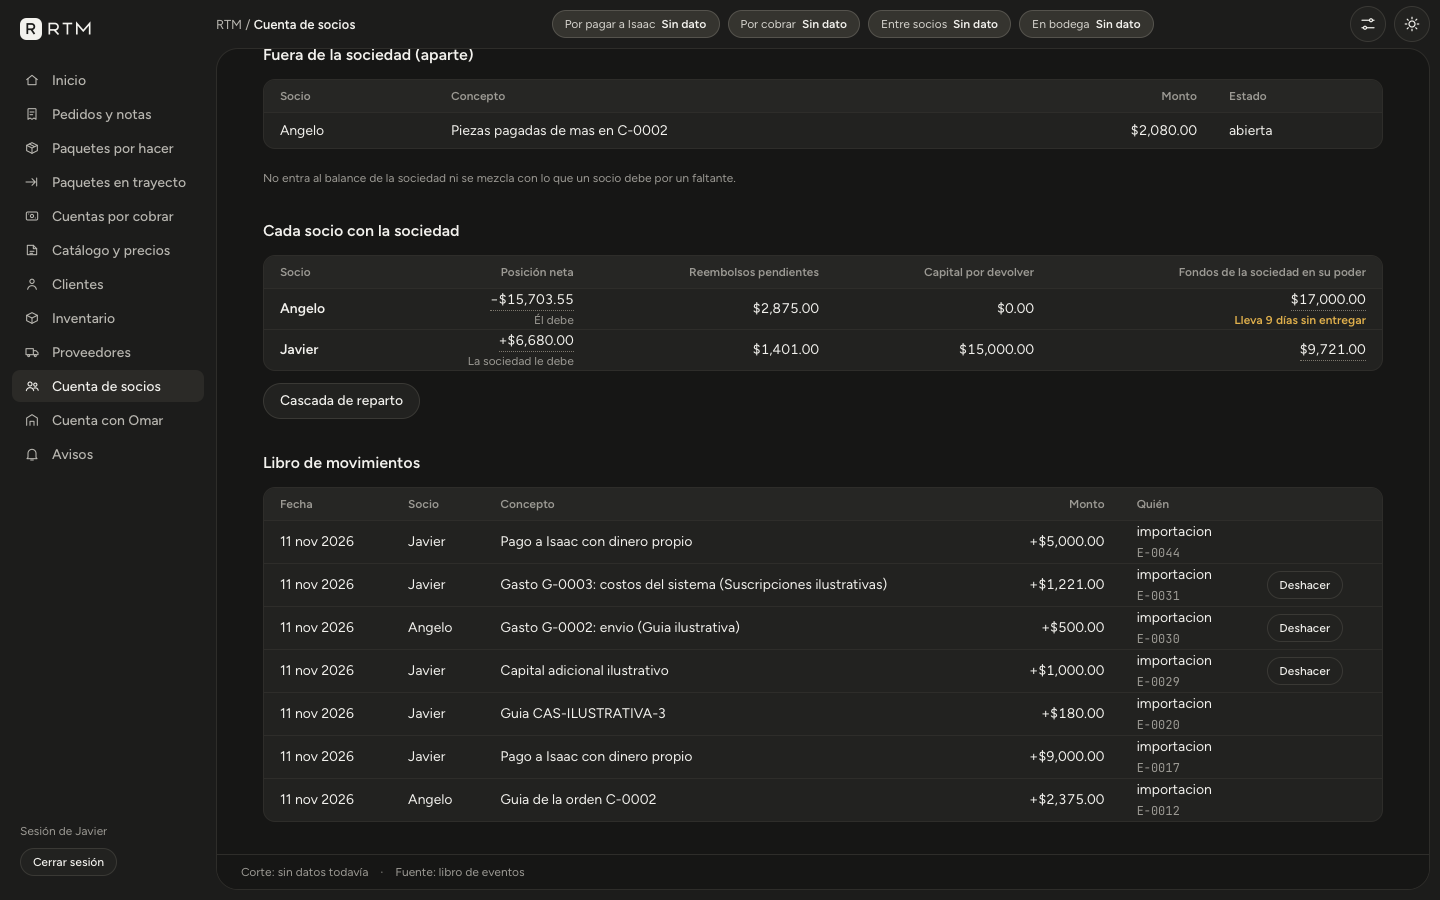 R RTM
RTM / Cuenta de socios
Por pagar a Isaac Sin dato
Por cobrar Sin dato
Entre socios Sin dato
En bodega Sin dato
Inicio
Pedidos y notas
Paquetes por hacer
Paquetes en trayecto
Cuentas por cobrar
Catálogo y precios
Clientes
Inventario
Proveedores
Cuenta de socios
Cuenta con Omar
Avisos
Sesión de Javier
Cerrar sesión
Fuera de la sociedad (aparte)
Socio Concepto Monto Estado
Angelo Piezas pagadas de mas en C-0002 $2,080.00 abierta
No entra al balance de la sociedad ni se mezcla con lo que un socio debe por un faltante.
Cada socio con la sociedad
Socio Posición neta Reembolsos pendientes Capital por devolver Fondos de la sociedad en su poder
Angelo −$15,703.55 $2,875.00 $0.00 $17,000.00
Él debe Lleva 9 días sin entregar
Javier +$6,680.00 $1,401.00 $15,000.00 $9,721.00
La sociedad le debe
Cascada de reparto
Libro de movimientos
Fecha Socio Concepto Monto Quién
11 nov 2026 Javier Pago a Isaac con dinero propio +$5,000.00 importacion
E-0044
11 nov 2026 Javier Gasto G-0003: costos del sistema (Suscripciones ilustrativas) +$1,221.00 importacion Deshacer
E-0031
11 nov 2026 Angelo Gasto G-0002: envio (Guia ilustrativa) +$500.00 importacion Deshacer
E-0030
11 nov 2026 Javier Capital adicional ilustrativo +$1,000.00 importacion Deshacer
E-0029
11 nov 2026 Javier Guia CAS-ILUSTRATIVA-3 +$180.00 importacion
E-0020
11 nov 2026 Javier Pago a Isaac con dinero propio +$9,000.00 importacion
E-0017
11 nov 2026 Angelo Guia de la orden C-0002 +$2,375.00 importacion
E-0012
Corte: sin datos todavía · Fuente: libro de eventos